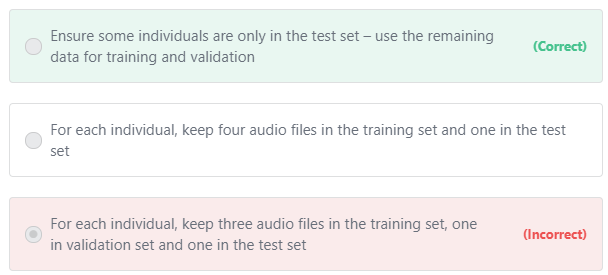 Ensure some individuals are only in the test set – use the remaining
data for training and validation
(Correct)
For each individual, keep four audio files in the training set and one in the test
set
For each individual, keep three audio files in the training set, one
in validation set and one in the test set
(Incorrect)